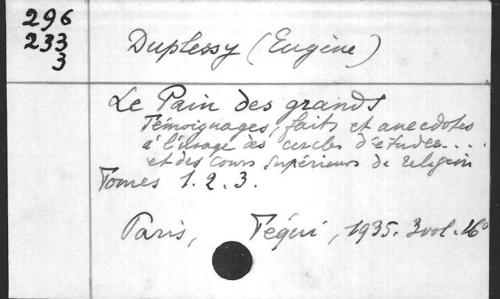 296
233
3
Duplessy (Eugène)
Le Pain des grands
Témoignages, faits et anecdotes
à l'usage des cercles d'études....
et des Cours supérieurs de religion
Tomes 1. 2. 3.
Paris, Téqui, 1935. 3 vol. 16º